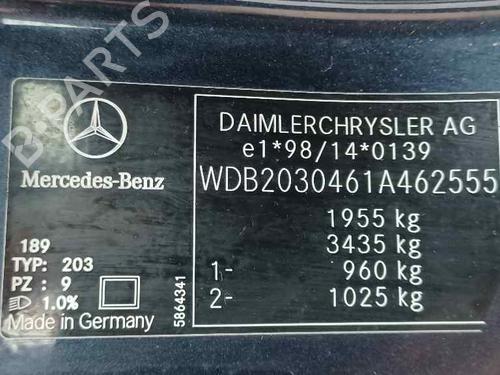 B-PARTS
DAIMLERCHRYSLER AG
e1*98/14*0139
WDB2030461A462555
1955 kg
3435 kg
1- 960 kg
2- 1025 kg
Mercedes-Benz
189
TYP: 203
PZ : 9
1.0%
Made in Germany
5864341